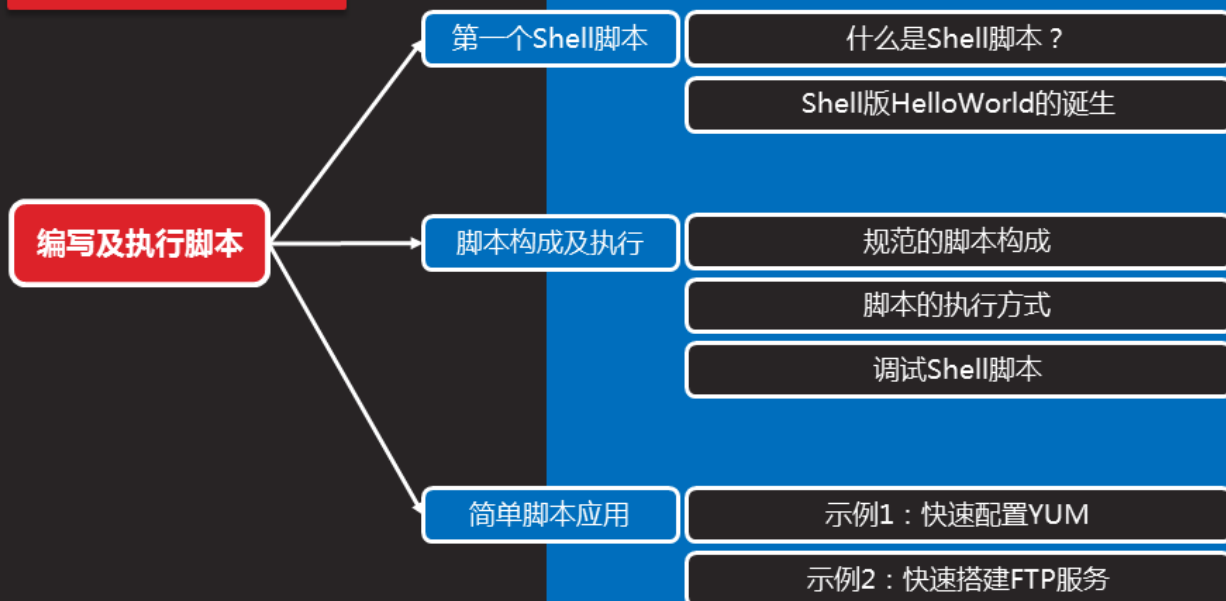 第一个Shell脚本
什么是Shell脚本？
Shell版HelloWorld的诞生
编写及执行脚本
脚本构成及执行
规范的脚本构成
脚本的执行方式
调试Shell脚本
简单脚本应用
示例1：快速配置YUM
示例2：快速搭建FTP服务